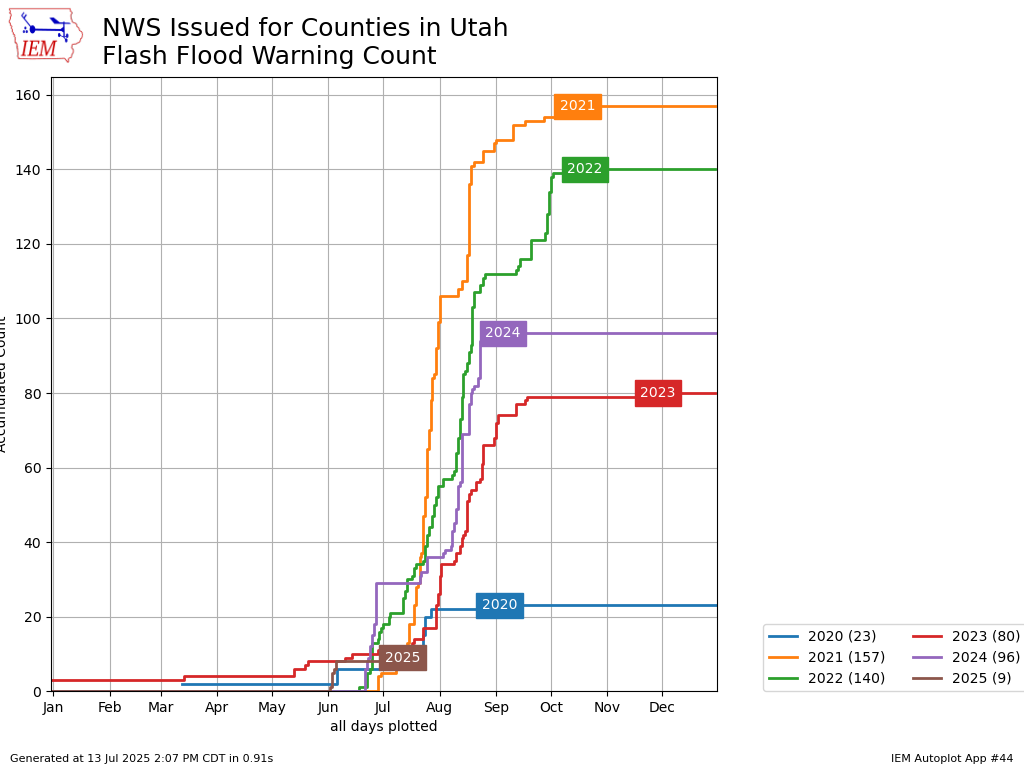 IEM
NWS Issued for Counties in Utah
Flash Flood Warning Count
160
140
120
100
80
60
40
20
0
Accumulated Count
2021
2022
2024
2023
2020
2025
Jan Feb Mar Apr May Jun Jul Aug Sep Oct Nov Dec
all days plotted
2020 (23) 2023 (80)
2021 (157) 2024 (96)
2022 (140) 2025 (9)
Generated at 13 Jul 2025 2:07 PM CDT in 0.91s IEM Autoplot App #44